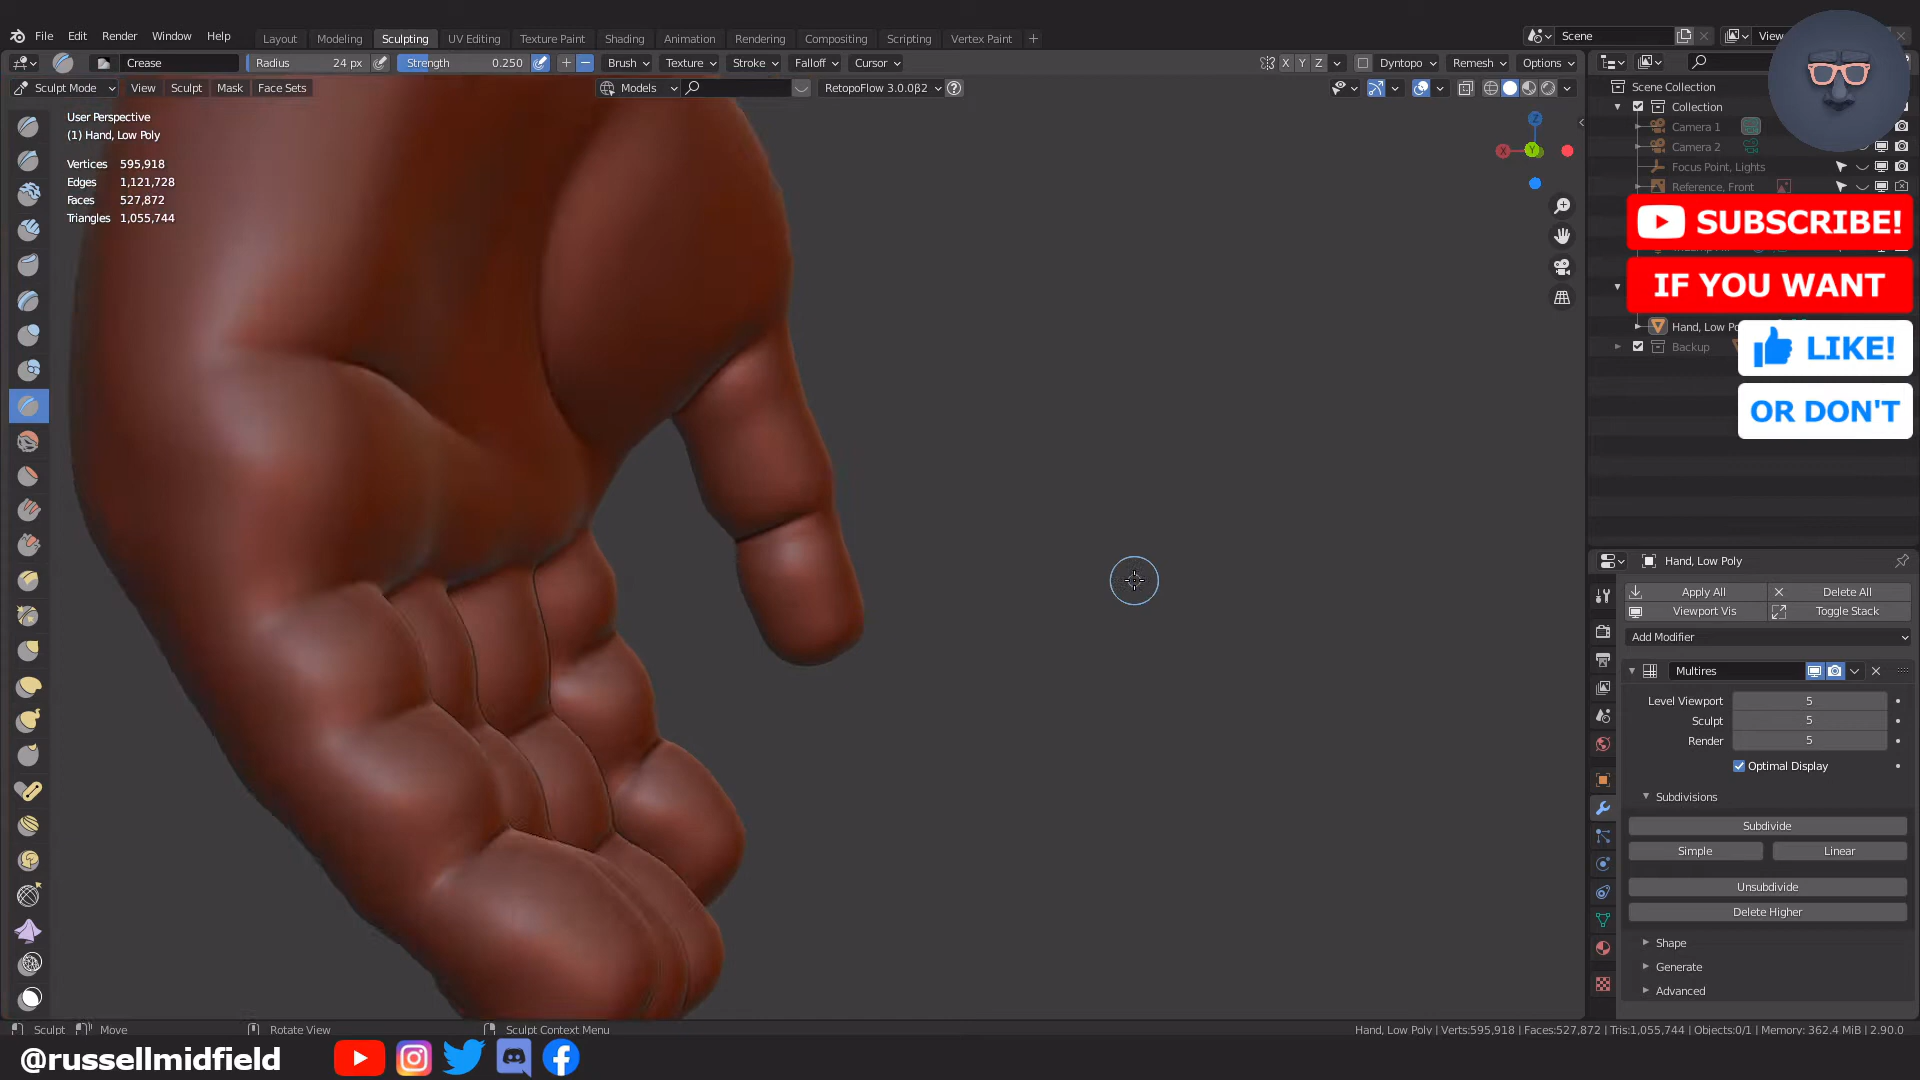 File Edit Render Window Help
Layout Modeling Sculpting UV Editing Texture Paint Shading Animation Rendering Compositing Scripting Vertex Paint +
Scene
View
Crease Radius 24 px Strength 0.250 Brush Texture Stroke Falloff Cursor X Y Z Dyntopo Remesh Options
Sculpt Mode View Sculpt Mask Face Sets Models RetopoFlow 3.0.0β2
User Perspective
(1) Hand, Low Poly
Vertices 595,918
Edges 1,121,728
Faces 527,872
Triangles 1,055,744
Z
X Y
Scene Collection
Collection
Camera 1
Camera 2
Focus Point, Lights
Reference, Front
SUBSCRIBE!
IF YOU WANT
Hand, Low Po
LIKE!
Backup
OR DON'T
Hand, Low Poly
Apply All Delete All
Viewport Vis Toggle Stack
Add Modifier
Multires
Level Viewport 5
Sculpt 5
Render 5
Optimal Display
Subdivisions
Subdivide
Simple Linear
Unsubdivide
Delete Higher
Shape
Generate
Advanced
Sculpt Move Rotate View Sculpt Context Menu
Hand, Low Poly | Verts:595,918 | Faces:527,872 | Tris:1,055,744 | Objects:0/1 | Memory: 362.4 MiB | 2.90.0
@russellmidfield